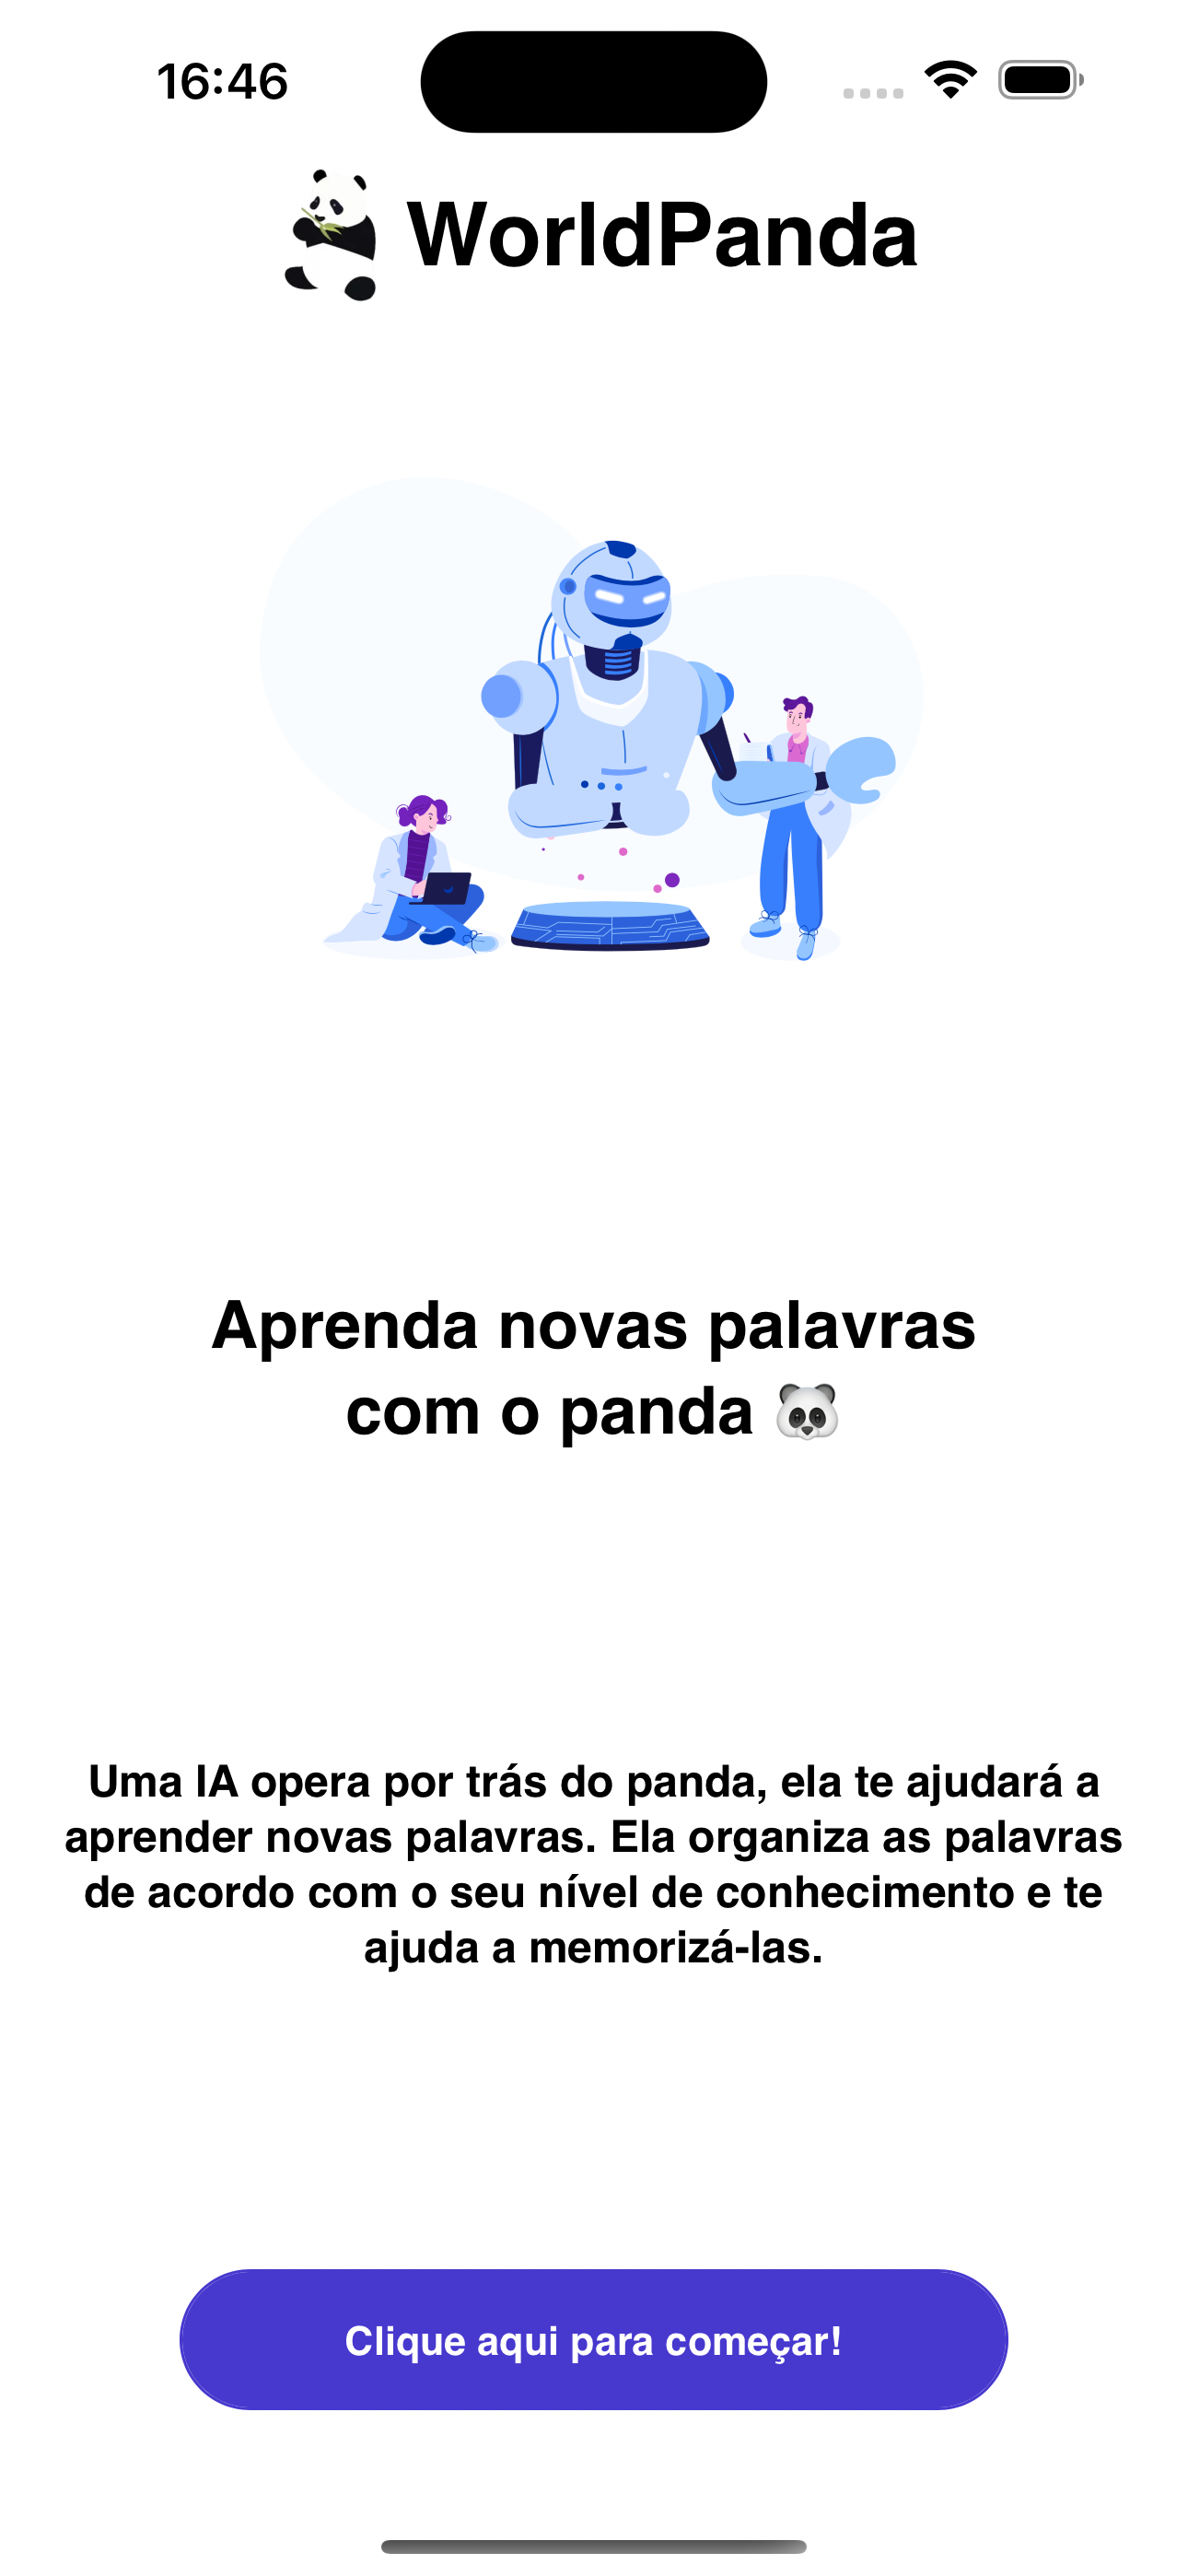 16:46
WorldPanda
Aprenda novas palavras
com o panda 🐼
Uma IA opera por trás do panda, ela te ajudará a
aprender novas palavras. Ela organiza as palavras
de acordo com o seu nível de conhecimento e te
ajuda a memorizá-las.
Clique aqui para começar!